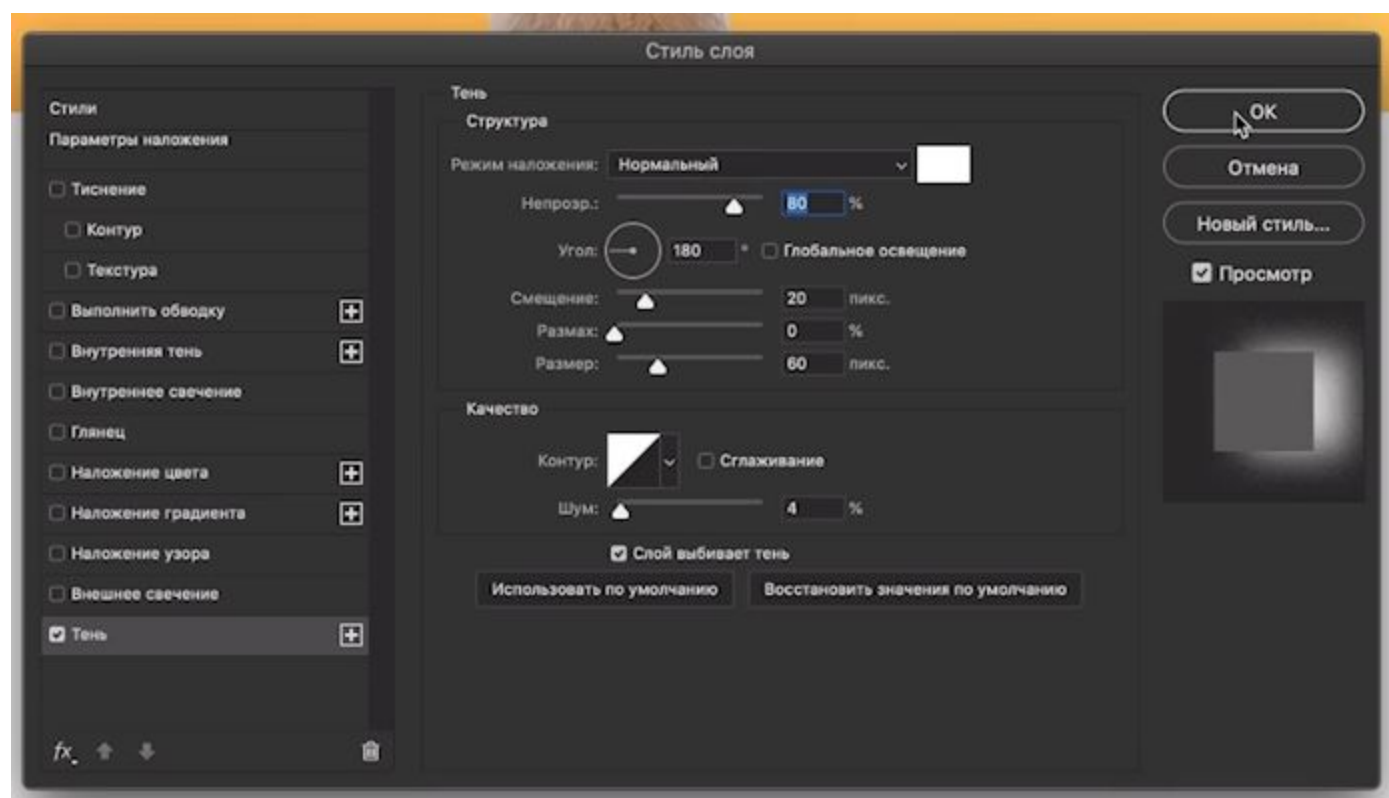 Стиль слоя
Стили
Параметры наложения
Тиснение
Контур
Текстура
Выполнить обводку
Внутренняя тень
Внутреннее свечение
Глянец
Наложение цвета
Наложение градиента
Наложение узора
Внешнее свечение
Тень
fx
Тень
Структура
Режим наложения: Нормальный
Непрозр.: 80 %
Угол: 180 ° Глобальное освещение
Смещение: 20 пикс.
Размах: 0 %
Размер: 60 пикс.
Качество
Контур: Сглаживание
Шум: 4 %
Слой выбивает тень
Использовать по умолчанию Восстановить значения по умолчанию
OK
Отмена
Новый стиль...
Просмотр